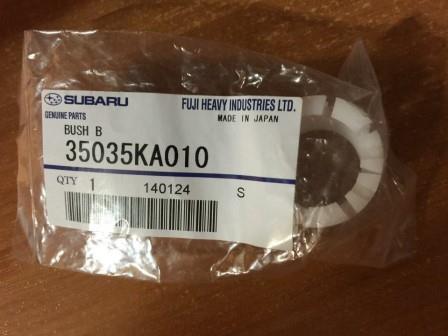 SUBARU FUJI HEAVY INDUSTRIES LTD.
GENUINE PARTS MADE IN JAPAN
BUSH B
35035KA010
QTY 1 140124 S